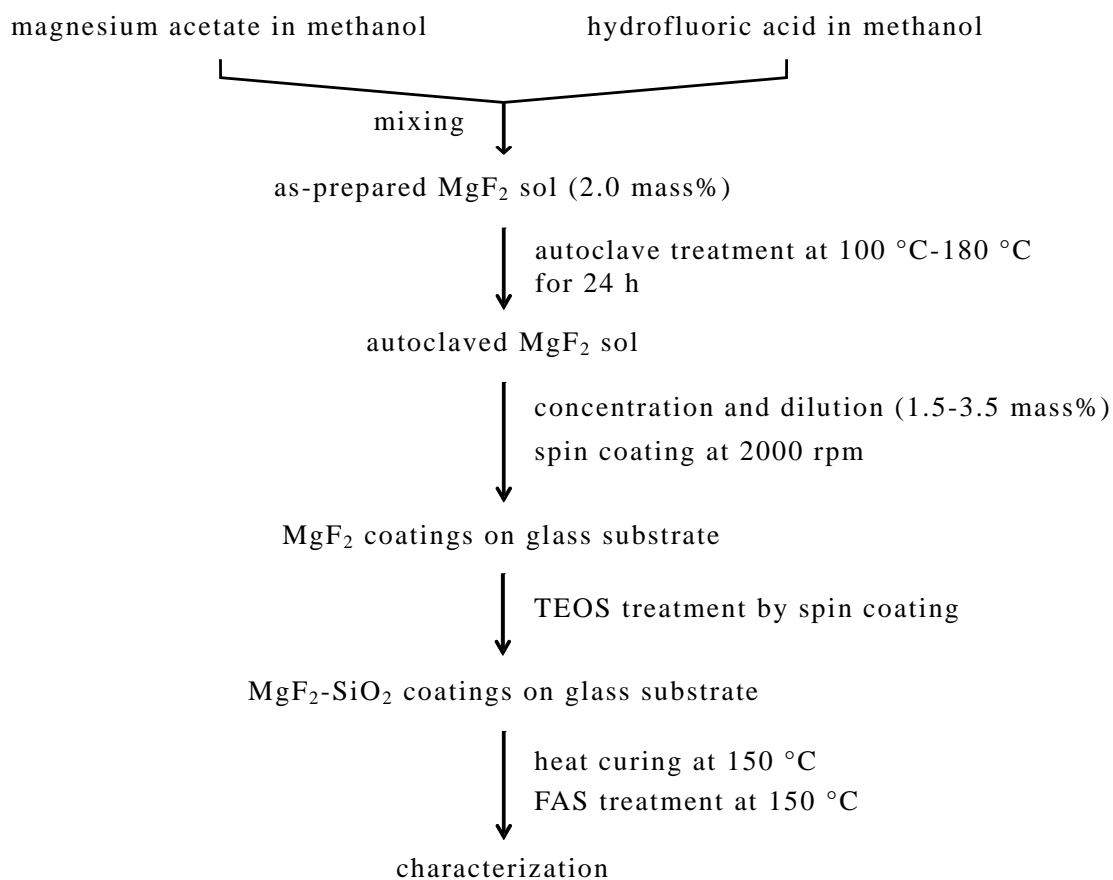 magnesium acetate in methanol
hydrofluoric acid in methanol
mixing
as-prepared MgF₂ sol (2.0 mass%)
autoclave treatment at 100 °C-180 °C
for 24 h
autoclaved MgF₂ sol
concentration and dilution (1.5-3.5 mass%)
spin coating at 2000 rpm
MgF₂ coatings on glass substrate
TEOS treatment by spin coating
MgF₂-SiO₂ coatings on glass substrate
heat curing at 150 °C
FAS treatment at 150 °C
characterization